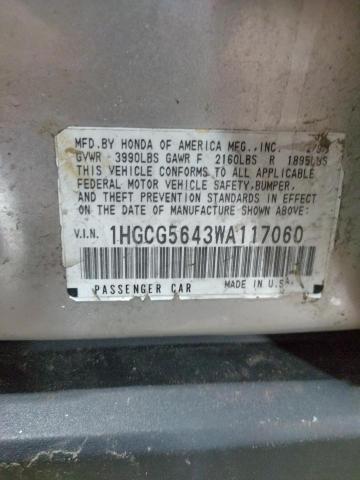 MFD. BY HONDA OF AMERICA MFG., INC.
GVWR 3990LBS GAWR F 2160LBS R 1895LBS
THIS VEHICLE CONFORMS TO ALL APPLICABLE
FEDERAL MOTOR VEHICLE SAFETY, BUMPER,
AND THEFT PREVENTION STANDARDS IN EFFECT
ON THE DATE OF MANUFACTURE SHOWN ABOVE.
V.I.N. 1HGCG5643WA117060
PASSENGER CAR MADE IN U.S.A